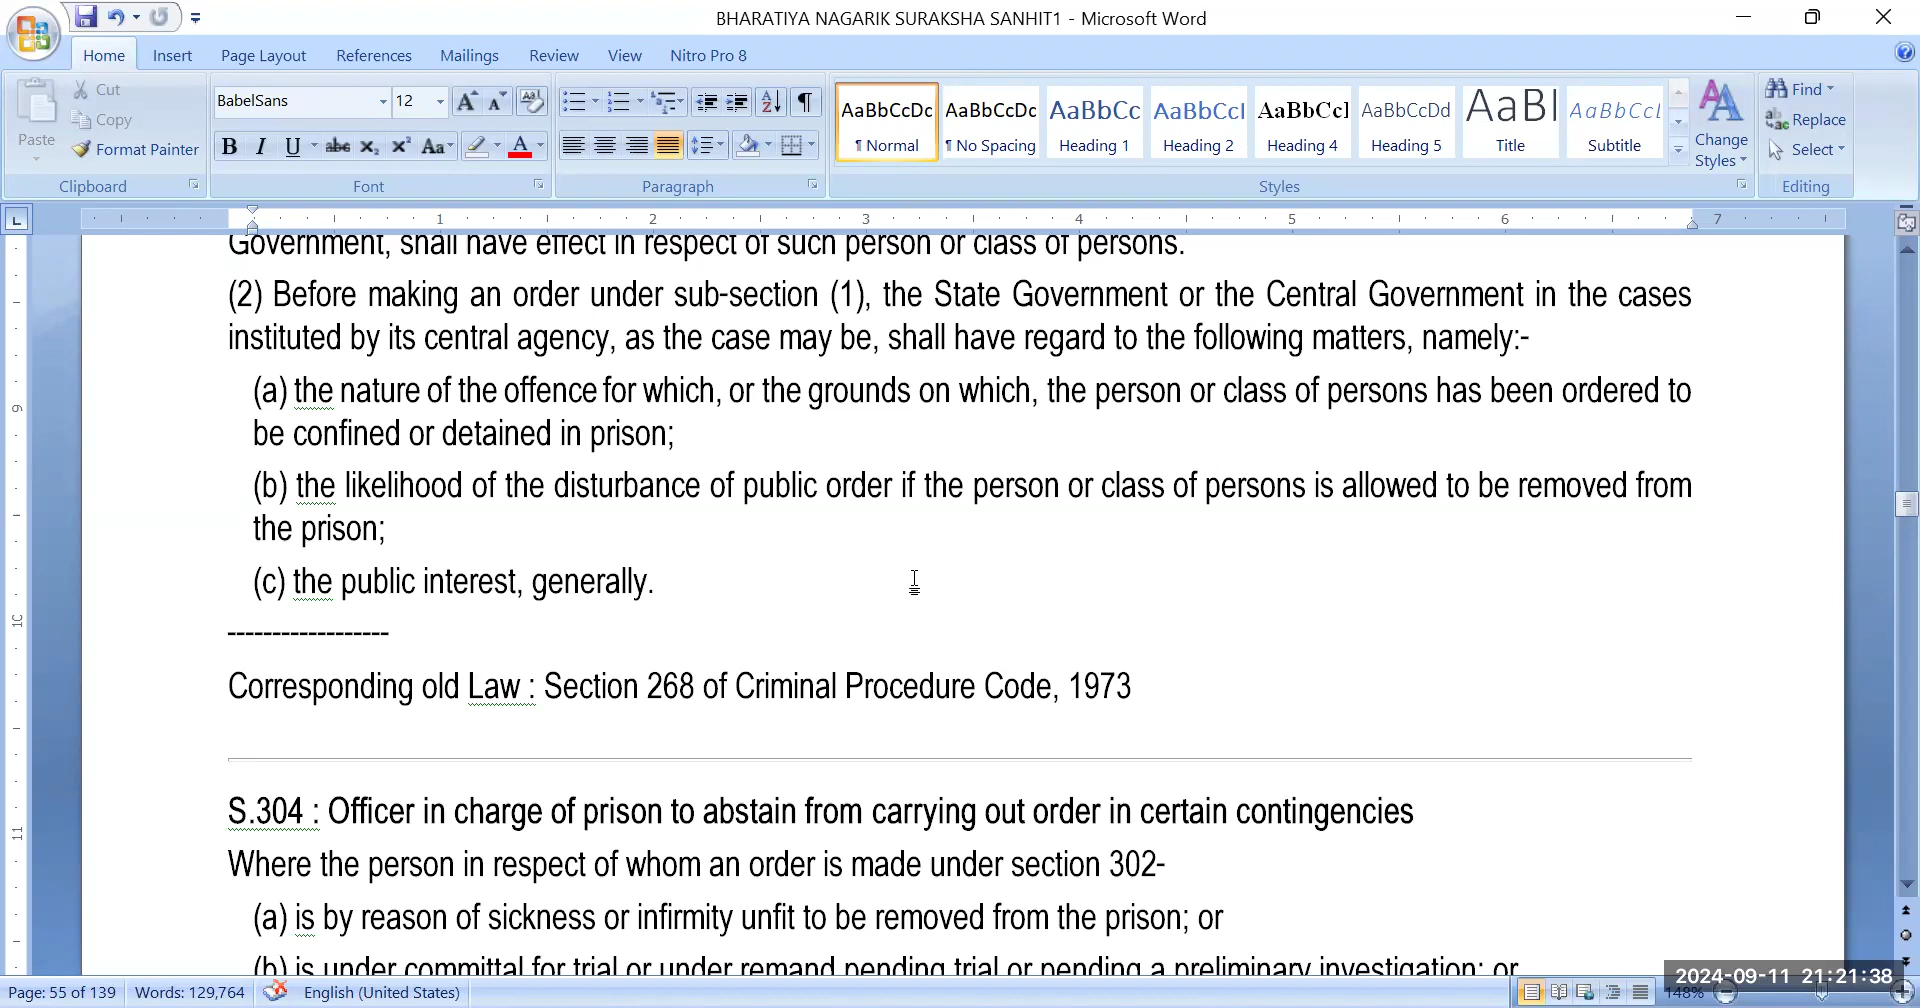 BHARATIYA NAGARIK SURAKSHA SANHIT1 - Microsoft Word
Home Insert Page Layout References Mailings Review View Nitro Pro 8
Paste
Cut
Copy
Format Painter
Clipboard
BabelSans 12
Font
Paragraph
AaBbCcDc AaBbCcDc AaBbCc AaBbCcI AaBbCcI AaBbCcDd AaBI AaBbCcL
¶ Normal ¶ No Spacing Heading 1 Heading 2 Heading 4 Heading 5 Title Subtitle
Styles
Change Styles
Find
Replace
Select
Editing
1 2 3 4 5 6 7
Government, shall have effect in respect of such person or class of persons.
(2) Before making an order under sub-section (1), the State Government or the Central Government in the cases
instituted by its central agency, as the case may be, shall have regard to the following matters, namely:-
(a) the nature of the offence for which, or the grounds on which, the person or class of persons has been ordered to
be confined or detained in prison;
(b) the likelihood of the disturbance of public order if the person or class of persons is allowed to be removed from
the prison;
(c) the public interest, generally.
------------------
Corresponding old Law : Section 268 of Criminal Procedure Code, 1973
S.304 : Officer in charge of prison to abstain from carrying out order in certain contingencies
Where the person in respect of whom an order is made under section 302-
(a) is by reason of sickness or infirmity unfit to be removed from the prison; or
(b) is under committal for trial or under remand pending trial or pending a preliminary investigation; or
9
10
11
2024-09-11 21:21:38
Page: 55 of 139 Words: 129,764 English (United States) 148%